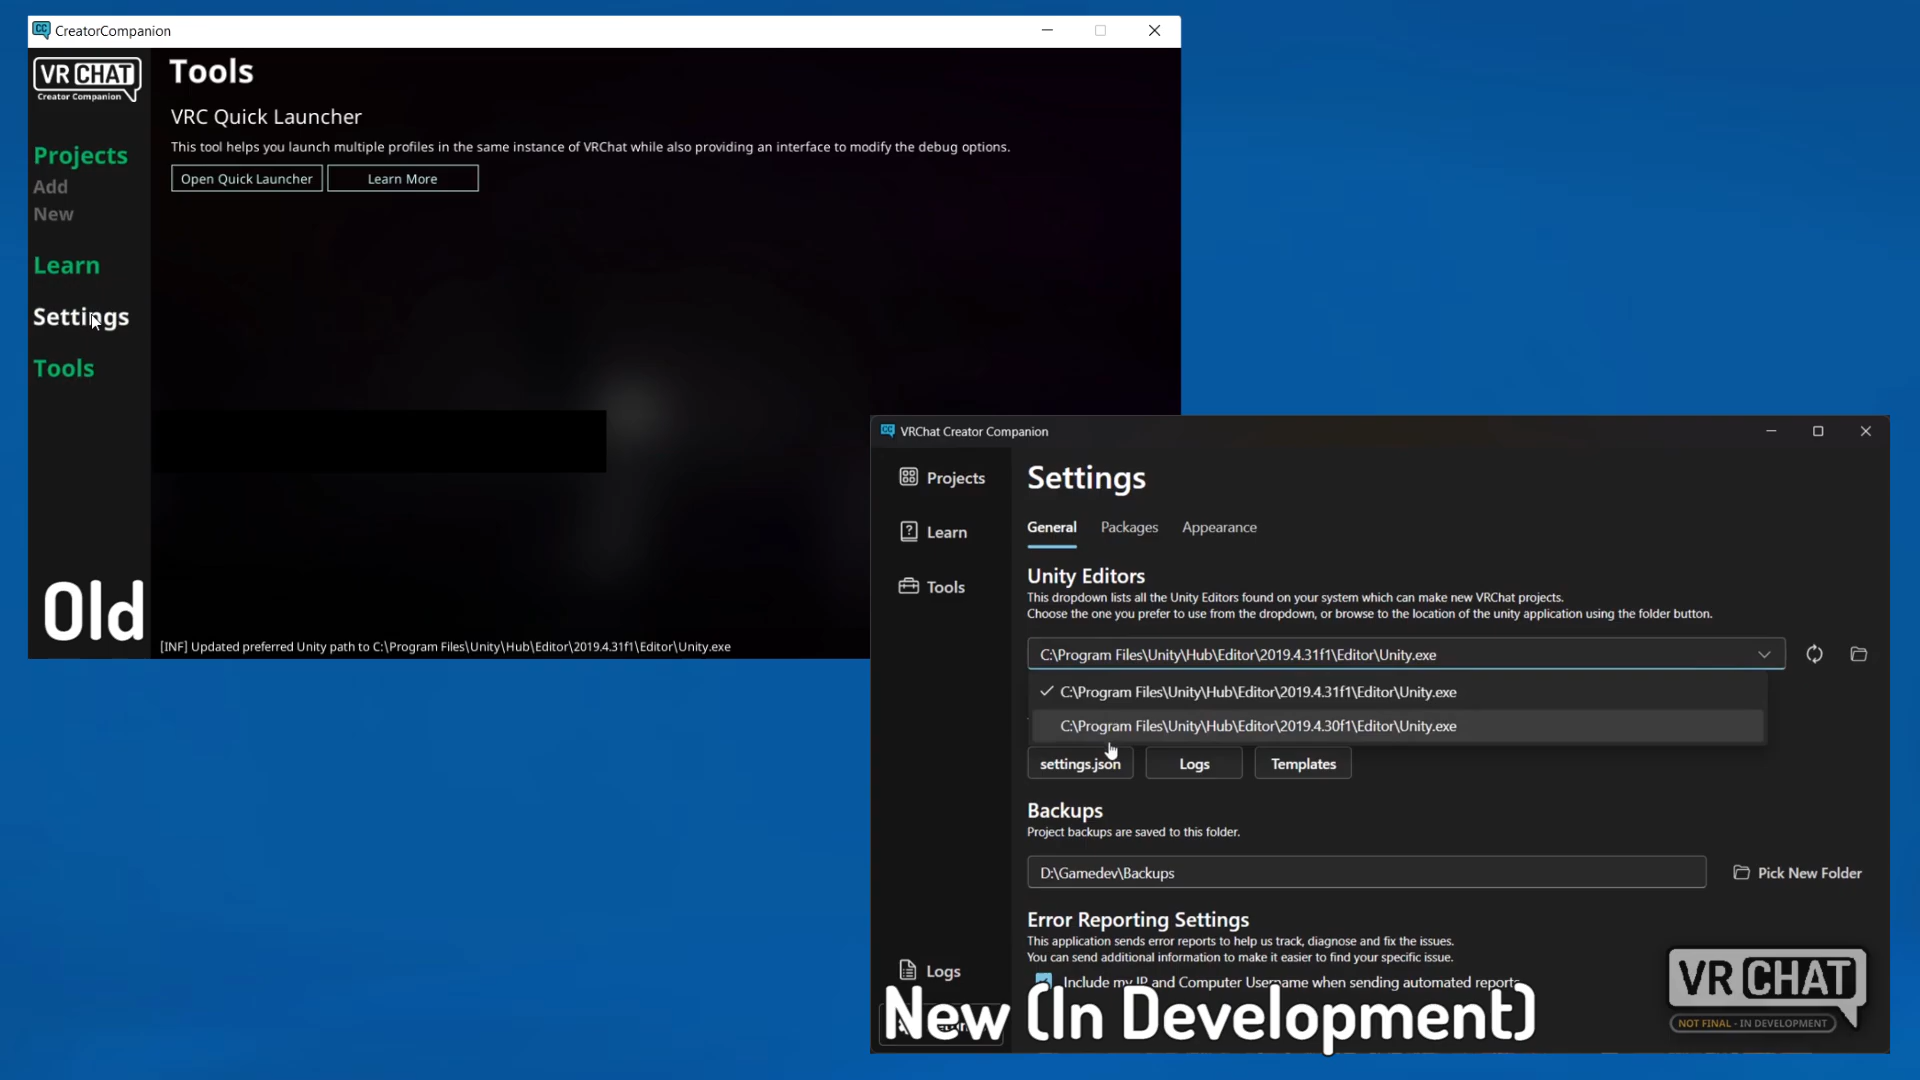 CreatorCompanion
VR CHAT
Creator Companion
Projects
Add
New
Learn
Settings
Tools
Old
Tools
VRC Quick Launcher
This tool helps you launch multiple profiles in the same instance of VRChat while also providing an interface to modify the debug options.
Open Quick Launcher
Learn More
[INF] Updated preferred Unity path to C:\Program Files\Unity\Hub\Editor\2019.4.31f1\Editor\Unity.exe
VRChat Creator Companion
Projects
Learn
Tools
Logs
Settings
General
Packages
Appearance
Unity Editors
This dropdown lists all the Unity Editors found on your system which can make new VRChat projects.
Choose the one you prefer to use from the dropdown, or browse to the location of the unity application using the folder button.
C:\Program Files\Unity\Hub\Editor\2019.4.31f1\Editor\Unity.exe
C:\Program Files\Unity\Hub\Editor\2019.4.31f1\Editor\Unity.exe
C:\Program Files\Unity\Hub\Editor\2019.4.30f1\Editor\Unity.exe
settings.json
Logs
Templates
Backups
Project backups are saved to this folder.
D:\Gamedev\Backups
Pick New Folder
Error Reporting Settings
This application sends error reports to help us track, diagnose and fix the issues.
You can send additional information to make it easier to find your specific issue.
Include my IP and Computer Username when sending automated reports
New (In Development)
VR CHAT
NOT FINAL - IN DEVELOPMENT